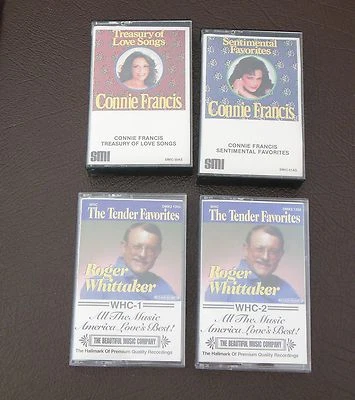 Treasury of
Love Songs
Connie Francis
CONNIE FRANCIS
TREASURY OF LOVE SONGS
SMI
Sentimental
Favorites
Connie Francis
CONNIE FRANCIS
SENTIMENTAL FAVORITES
SMI
The Tender Favorites
Roger
Whittaker
WHC-1
All The Music
America Loves Best!
THE BEAUTIFUL MUSIC COMPANY
The Hallmark Of Premium Quality Recordings
The Tender Favorites
Roger
Whittaker
WHC-2
All The Music
America Loves Best!
THE BEAUTIFUL MUSIC COMPANY
The Hallmark Of Premium Quality Recordings